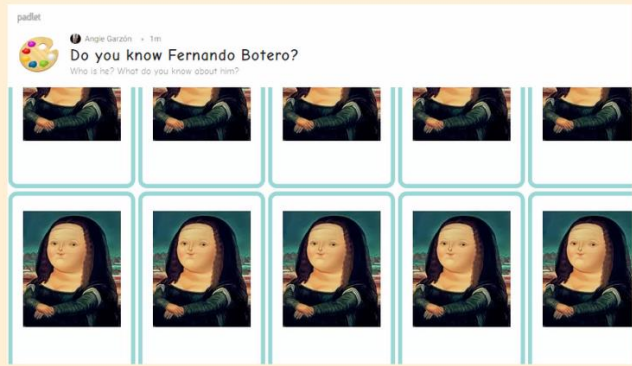 padlet
Angie Garzón • 1m
Do you know Fernando Botero?
Who is he? What do you know about him?